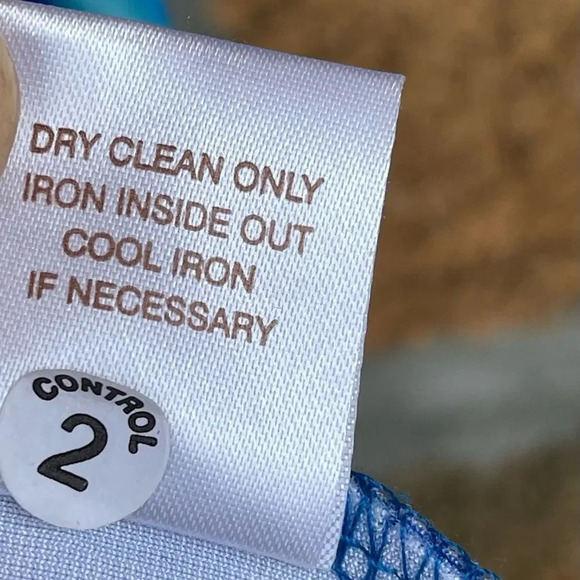 DRY CLEAN ONLY
IRON INSIDE OUT
COOL IRON
IF NECESSARY
CONTROL
2